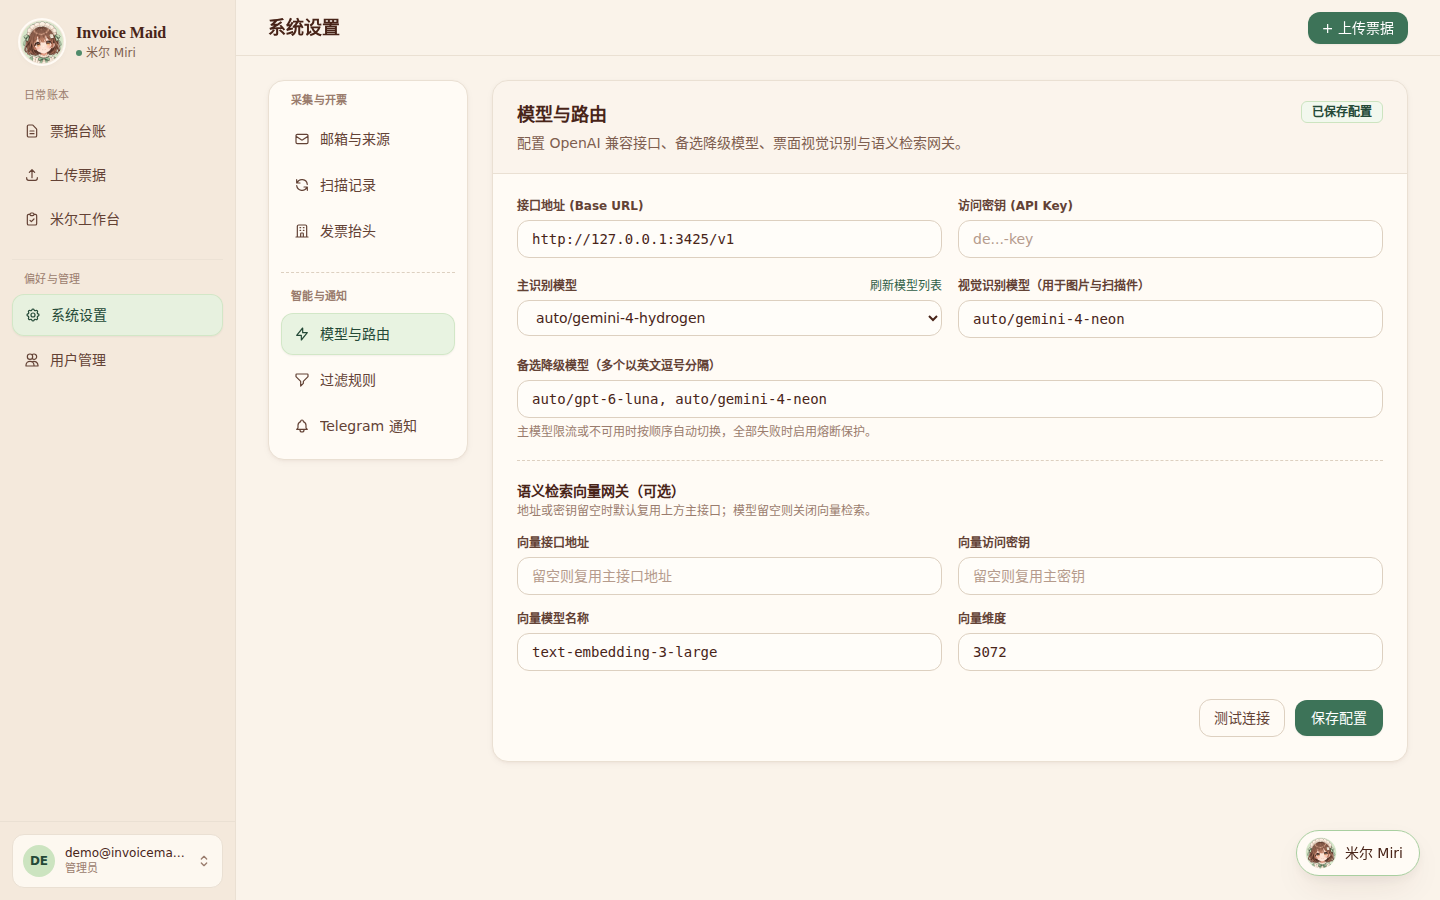 Invoice Maid
米尔 Miri
日常账本
票据台账
上传票据
米尔工作台
偏好与管理
系统设置
用户管理
DE
demo@invoicema...
管理员
系统设置
+ 上传票据
采集与开票
邮箱与来源
扫描记录
发票抬头
智能与通知
模型与路由
过滤规则
Telegram 通知
模型与路由
已保存配置
配置 OpenAI 兼容接口、备选降级模型、票面视觉识别与语义检索网关。
接口地址 (Base URL)
http://127.0.0.1:3425/v1
访问密钥 (API Key)
de...-key
主识别模型
刷新模型列表
auto/gemini-4-hydrogen
视觉识别模型（用于图片与扫描件）
auto/gemini-4-neon
备选降级模型（多个以英文逗号分隔）
auto/gpt-6-luna, auto/gemini-4-neon
主模型限流或不可用时按顺序自动切换，全部失败时启用熔断保护。
语义检索向量网关（可选）
地址或密钥留空时默认复用上方主接口；模型留空则关闭向量检索。
向量接口地址
留空则复用主接口地址
向量访问密钥
留空则复用主密钥
向量模型名称
text-embedding-3-large
向量维度
3072
测试连接
保存配置
米尔 Miri